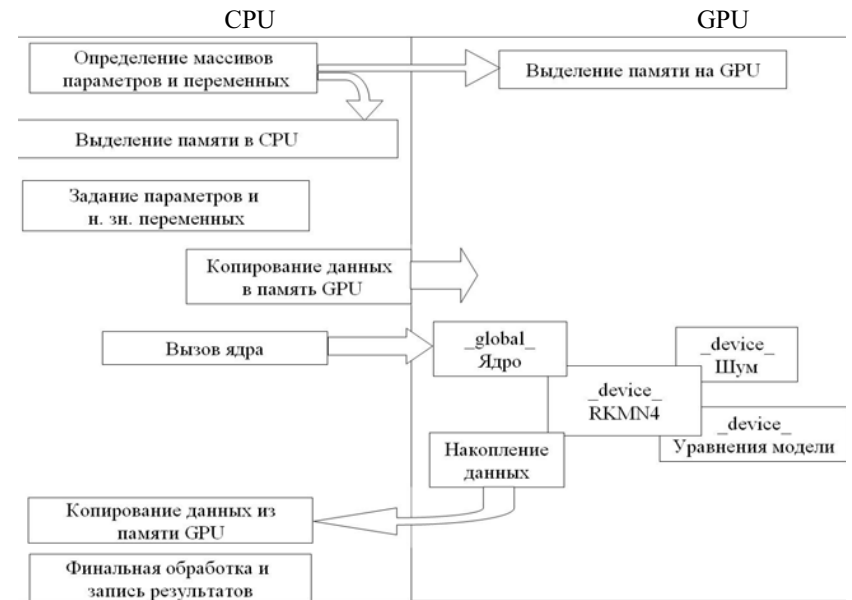 CPU
GPU
Определение массивов
параметров и переменных
Выделение памяти на GPU
Выделение памяти в CPU
Задание параметров и
н. зн. переменных
Копирование данных
в память GPU
Вызов ядра
_global_
Ядро
_device_
Шум
_device_
RKMN4
_device_
Уравнения модели
Накопление
данных
Копирование данных из
памяти GPU
Финальная обработка и
запись результатов